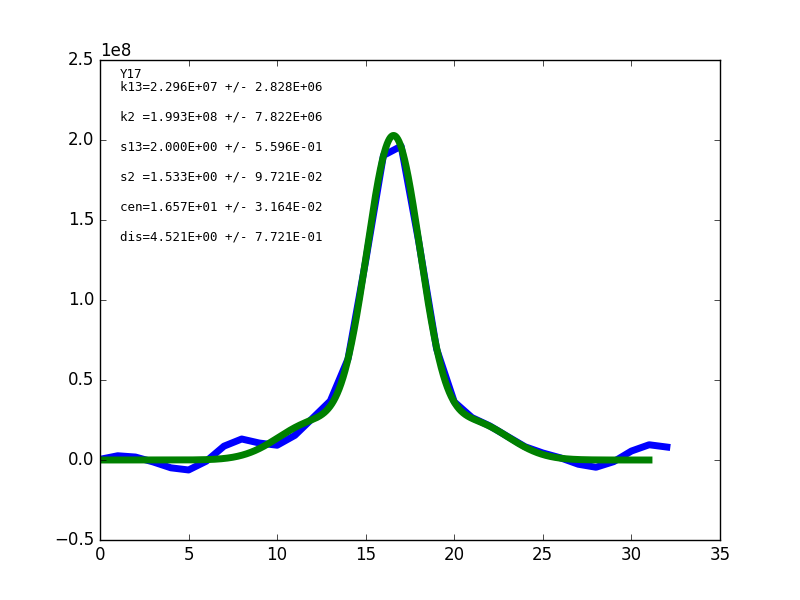 1e8
2.5
2.0
1.5
1.0
0.5
0.0
−0.5
Y17
k13=2.296E+07 +/- 2.828E+06
k2 =1.993E+08 +/- 7.822E+06
s13=2.000E+00 +/- 5.596E-01
s2 =1.533E+00 +/- 9.721E-02
cen=1.657E+01 +/- 3.164E-02
dis=4.521E+00 +/- 7.721E-01
0 5 10 15 20 25 30 35